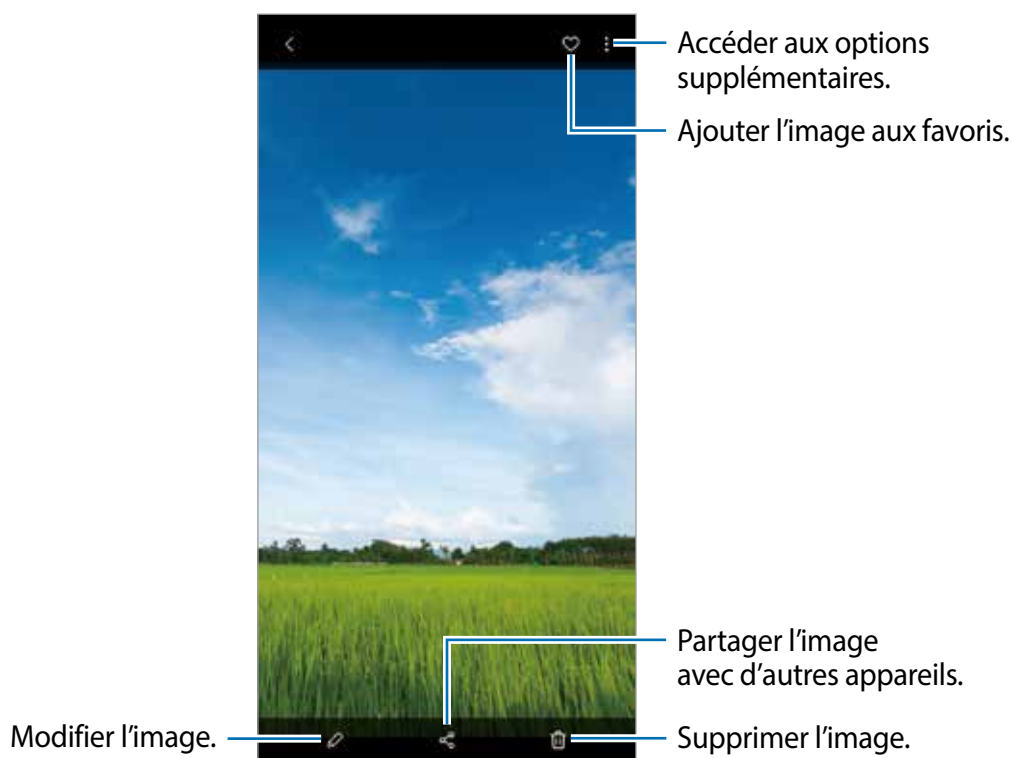 Accéder aux options
supplémentaires.
Ajouter l'image aux favoris.
Partager l'image
avec d'autres appareils.
Modifier l'image.
Supprimer l'image.